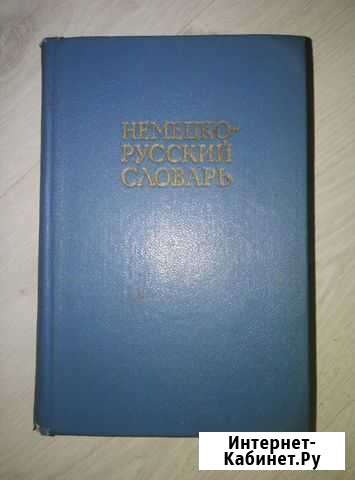 НЕМЕЦКО-
РУССКИЙ
СЛОВАРЬ
Интернет-
Кабинет.Ру